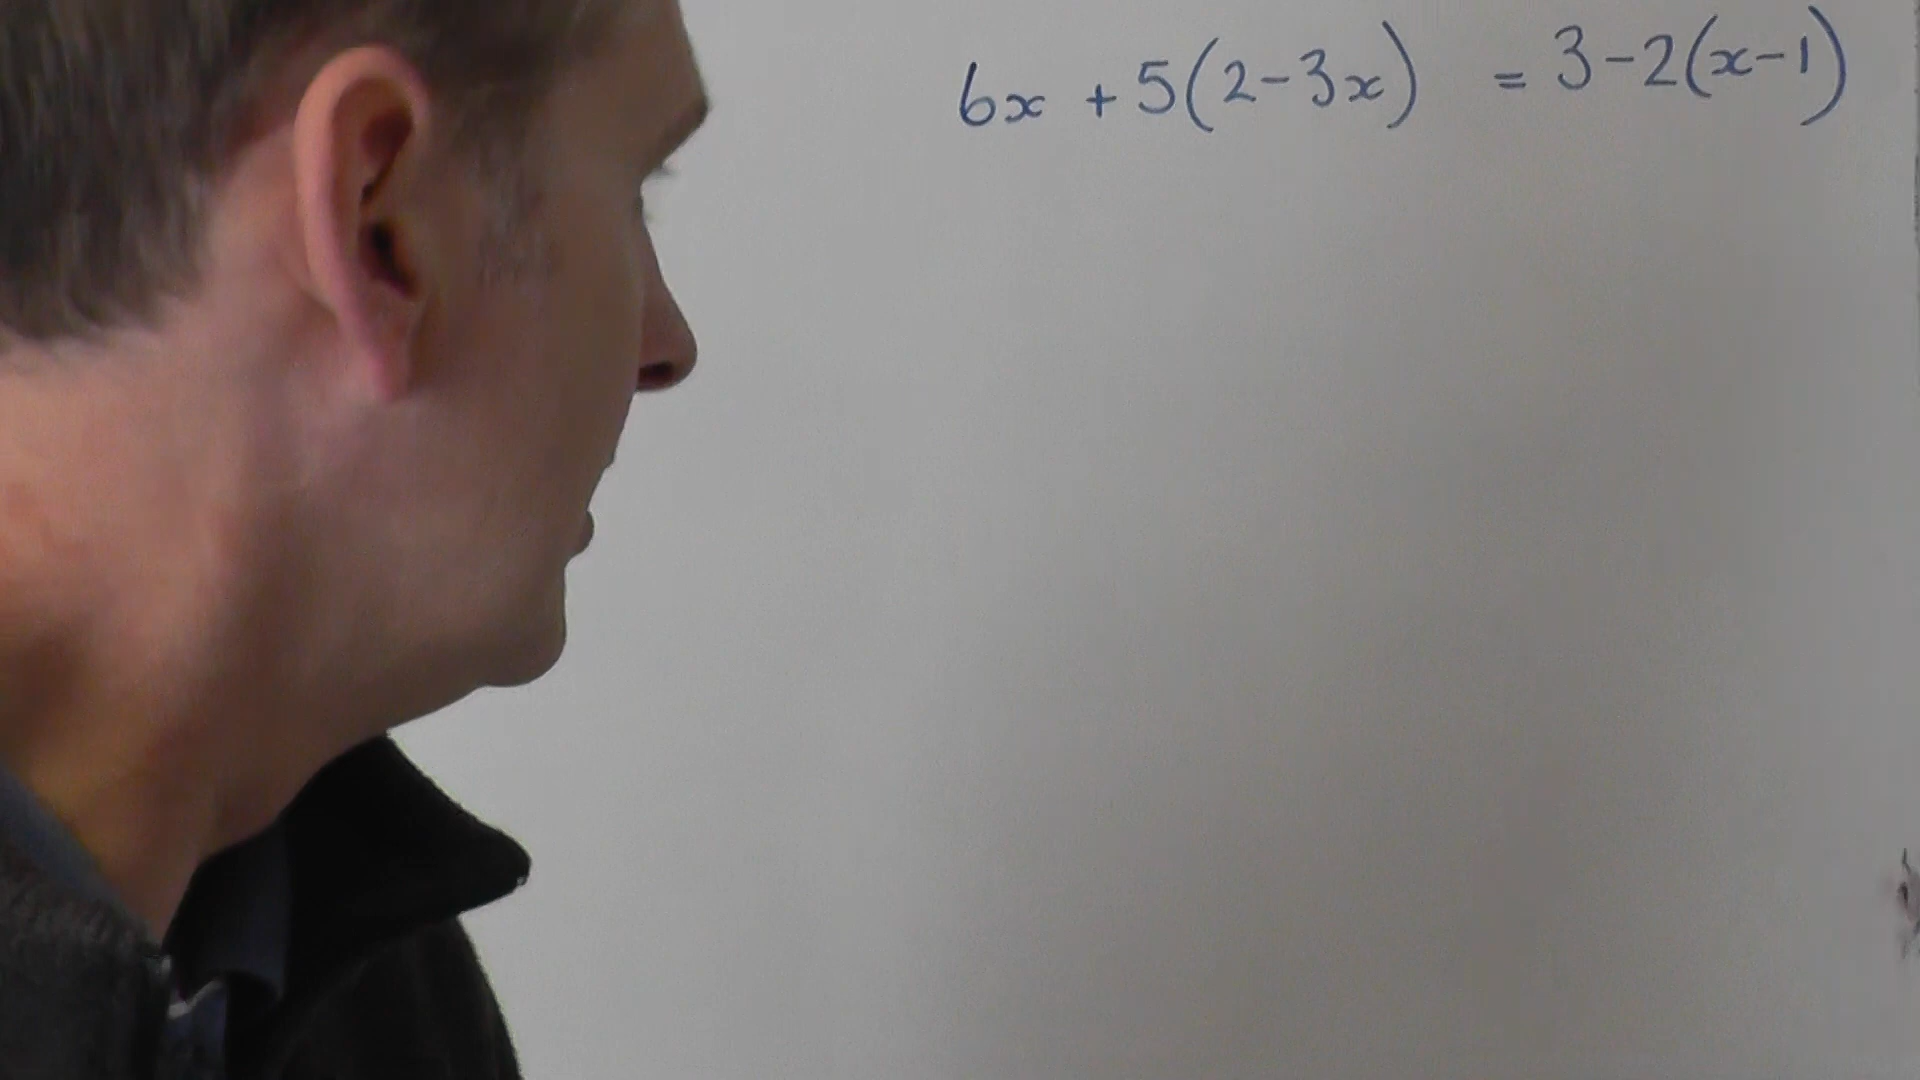 6x + 5(2-3x) = 3-2(x-1)